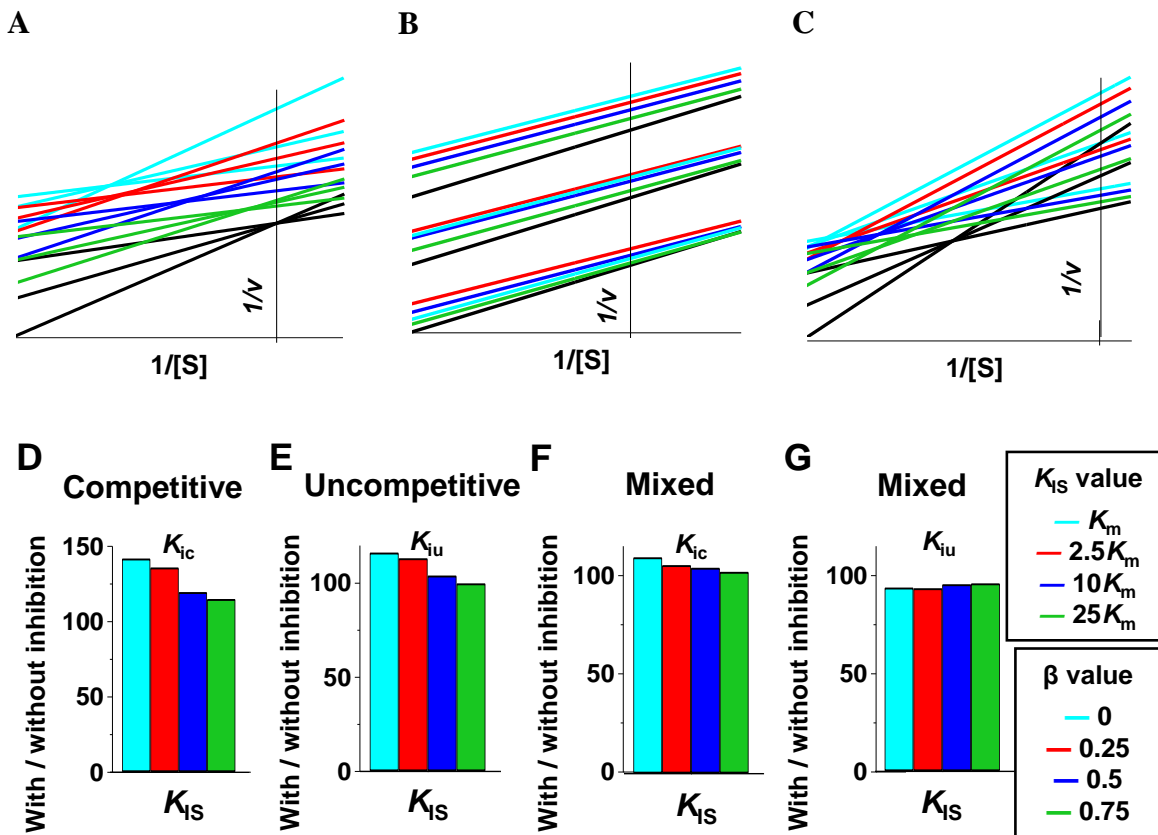 A
B
C
1/v
1/v
1/v
1/[S]
1/[S]
1/[S]
D
Competitive
With / without inhibition
150
100
50
0
K_ic
K_IS
E
Uncompetitive
With / without inhibition
100
50
0
K_iu
K_IS
F
Mixed
With / without inhibition
100
50
0
K_ic
K_IS
G
Mixed
With / without inhibition
100
50
0
K_iu
K_IS
K_IS value
K_m
2.5K_m
10K_m
25K_m
β value
0
0.25
0.5
0.75